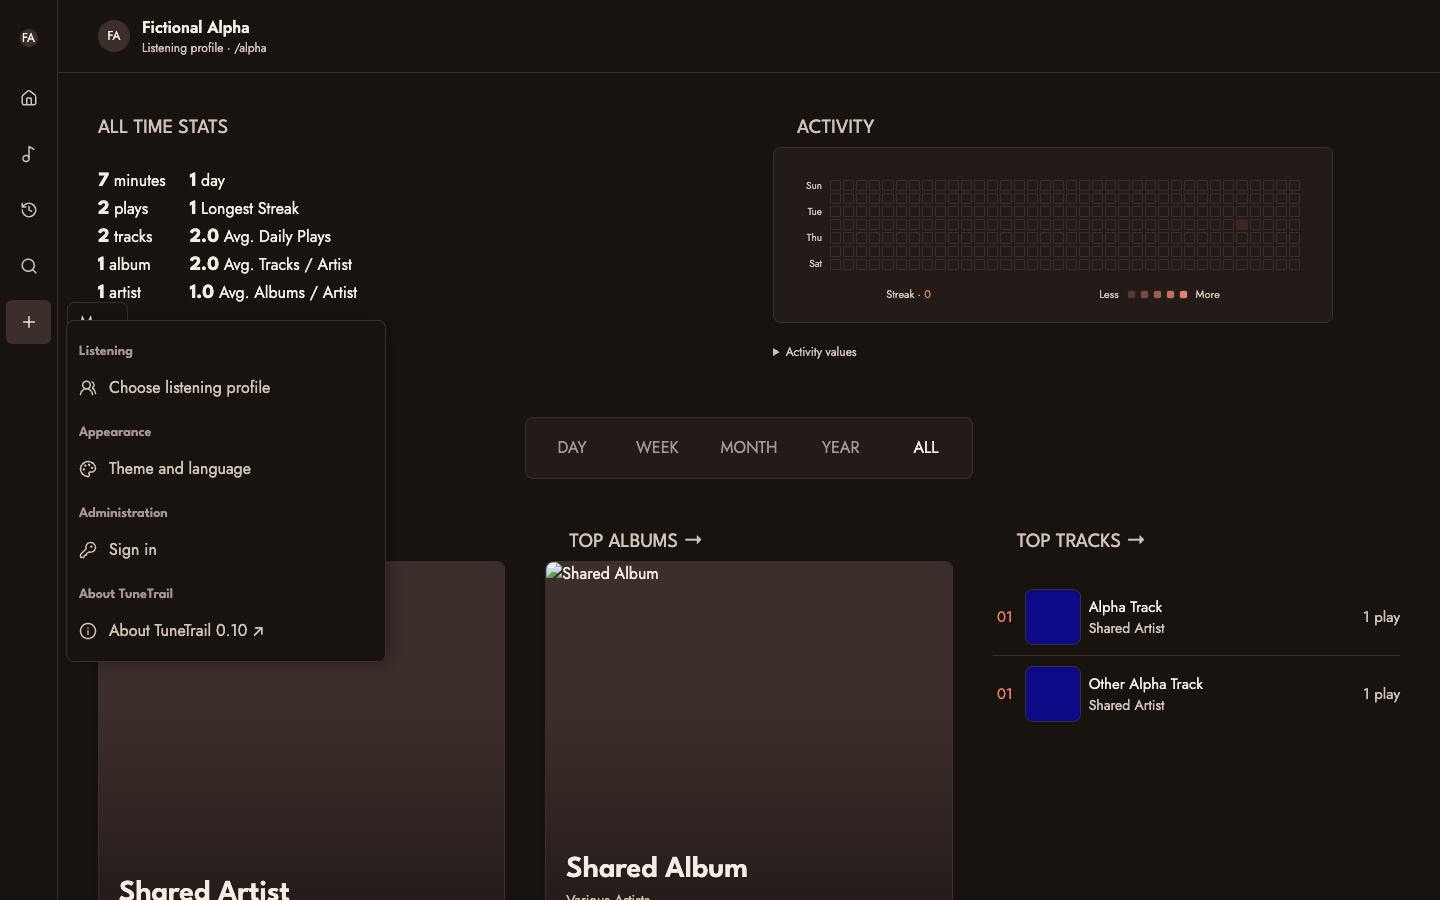 FA
FA
Fictional Alpha
Listening profile · /alpha
ALL TIME STATS
7 minutes
1 day
2 plays
1 Longest Streak
2 tracks
2.0 Avg. Daily Plays
1 album
2.0 Avg. Tracks / Artist
1 artist
1.0 Avg. Albums / Artist
ACTIVITY
Sun
Tue
Thu
Sat
Streak · 0
Less
More
▶ Activity values
Listening
Choose listening profile
Appearance
Theme and language
Administration
Sign in
About TuneTrail
About TuneTrail 0.10 ↗
DAY
WEEK
MONTH
YEAR
ALL
Shared Artist
TOP ALBUMS →
Shared Album
Shared Album
Various Artists
TOP TRACKS →
01
Alpha Track
Shared Artist
1 play
01
Other Alpha Track
Shared Artist
1 play